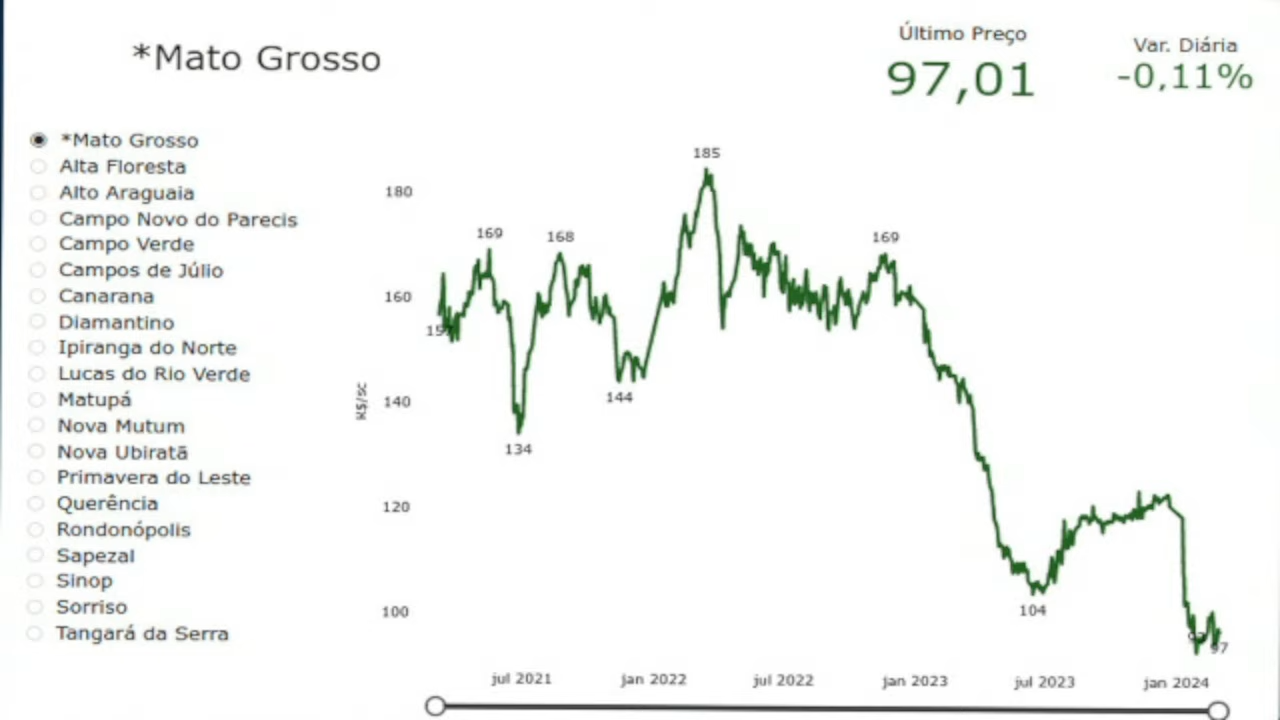 *Mato Grosso
Último Preço
97,01
Var. Diária
-0,11%
*Mato Grosso
Alta Floresta
Alto Araguaia
Campo Novo do Parecis
Campo Verde
Campos de Júlio
Canarana
Diamantino
Ipiranga do Norte
Lucas do Rio Verde
Matupá
Nova Mutum
Nova Ubiratã
Primavera do Leste
Querência
Rondonópolis
Sapezal
Sinop
Sorriso
Tangará da Serra
R$/sc
180
160
140
120
100
169
134
168
144
185
169
104
97
jul 2021
jan 2022
jul 2022
jan 2023
jul 2023
jan 2024